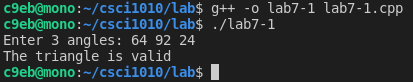 c9eb@mono:~/csci1010/lab$ g++ -o lab7-1 lab7-1.cpp
c9eb@mono:~/csci1010/lab$ ./lab7-1
Enter 3 angles: 64 92 24
The triangle is valid
c9eb@mono:~/csci1010/lab$